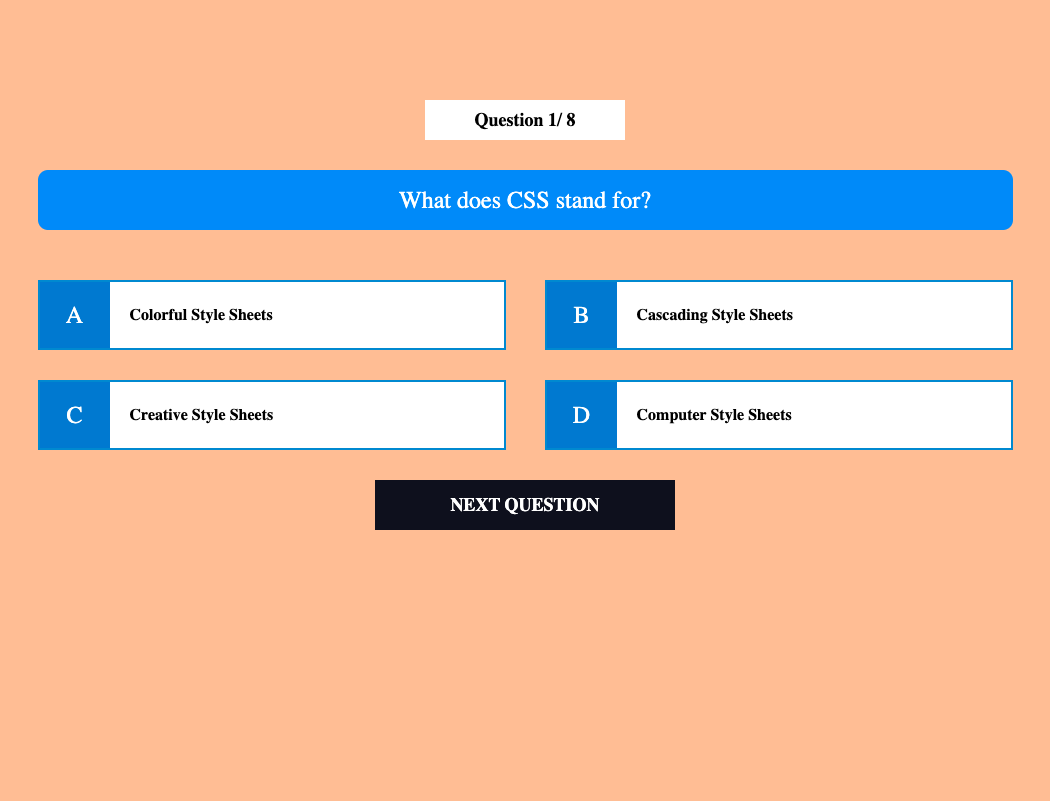 Question 1/ 8
What does CSS stand for?
A Colorful Style Sheets
B Cascading Style Sheets
C Creative Style Sheets
D Computer Style Sheets
NEXT QUESTION